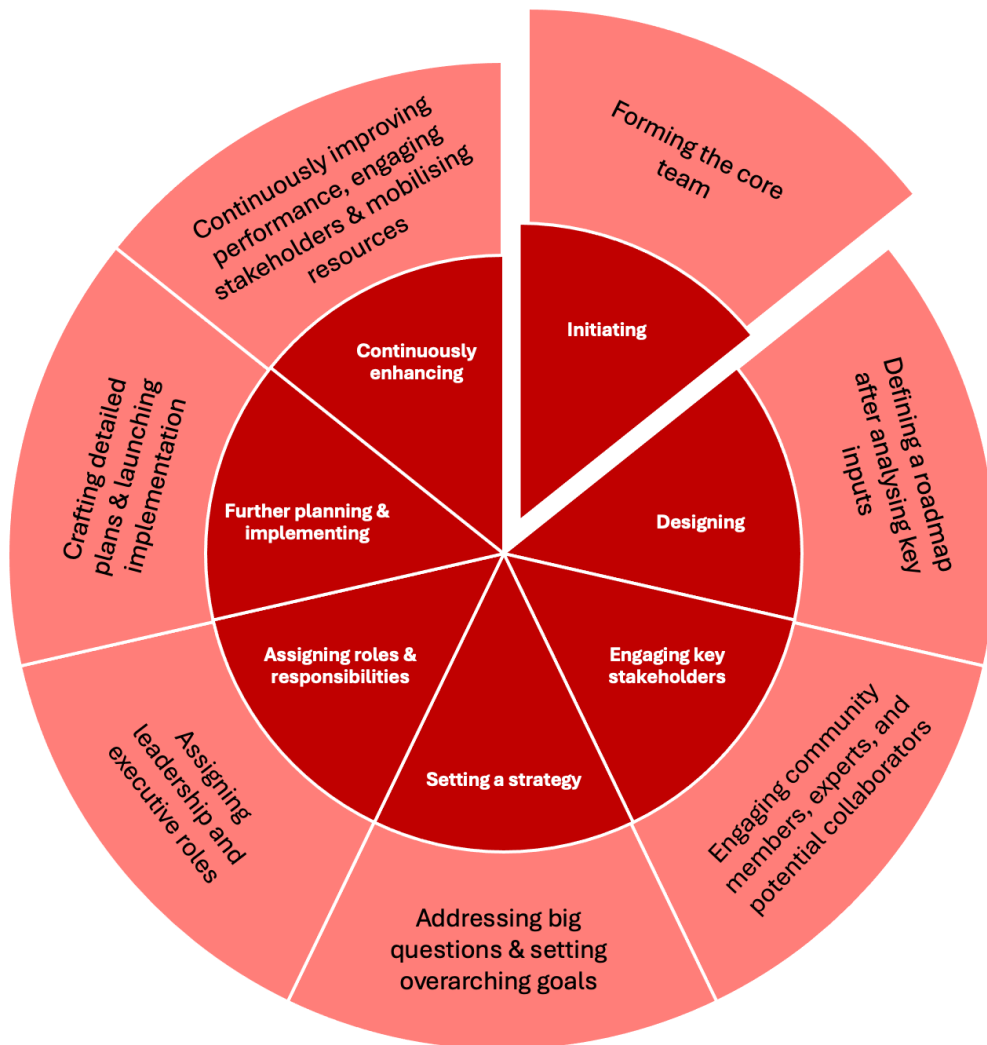 Forming the core
team
Initiating
Defining a roadmap
after analysing key
inputs
Designing
Engaging community
members, experts, and
potential collaborators
Engaging key
stakeholders
Addressing big
questions & setting
overarching goals
Setting a strategy
Assigning
leadership and
executive roles
Assigning roles &
responsibilities
Crafting detailed
plans & launching
implementation
Further planning &
implementing
Continuously improving
performance, engaging
stakeholders & mobilising
resources
Continuously
enhancing